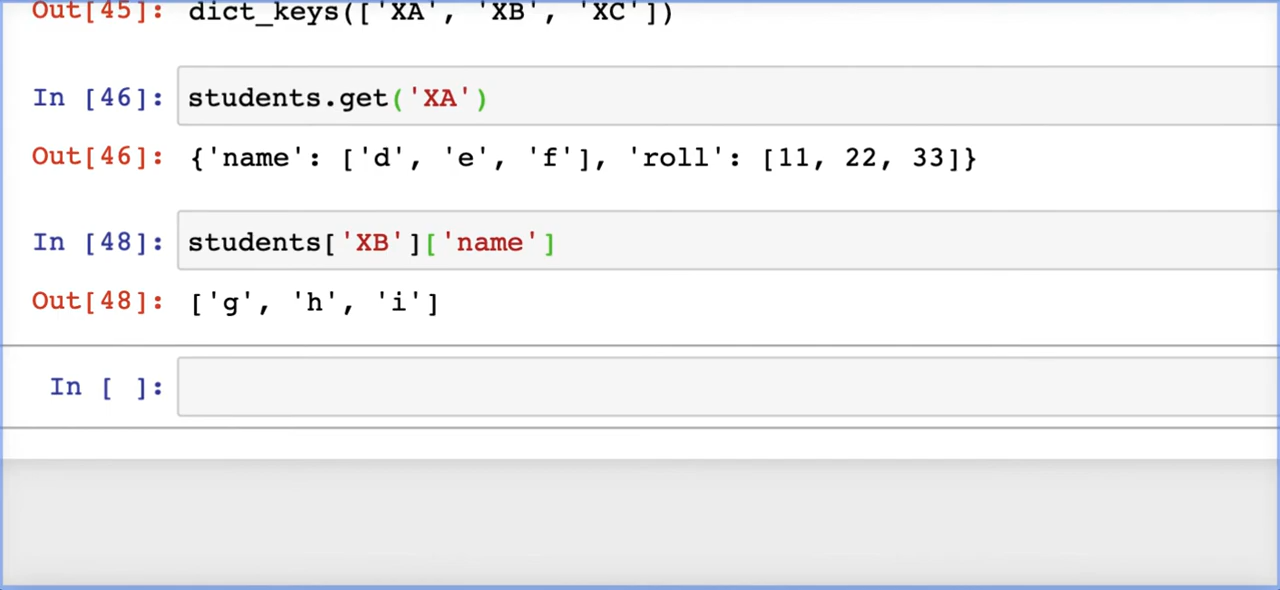 Out[45]: dict_keys(['XA', 'XB', 'XC'])
In [46]: students.get('XA')
Out[46]: {'name': ['d', 'e', 'f'], 'roll': [11, 22, 33]}
In [48]: students['XB']['name']
Out[48]: ['g', 'h', 'i']
In [ ]: